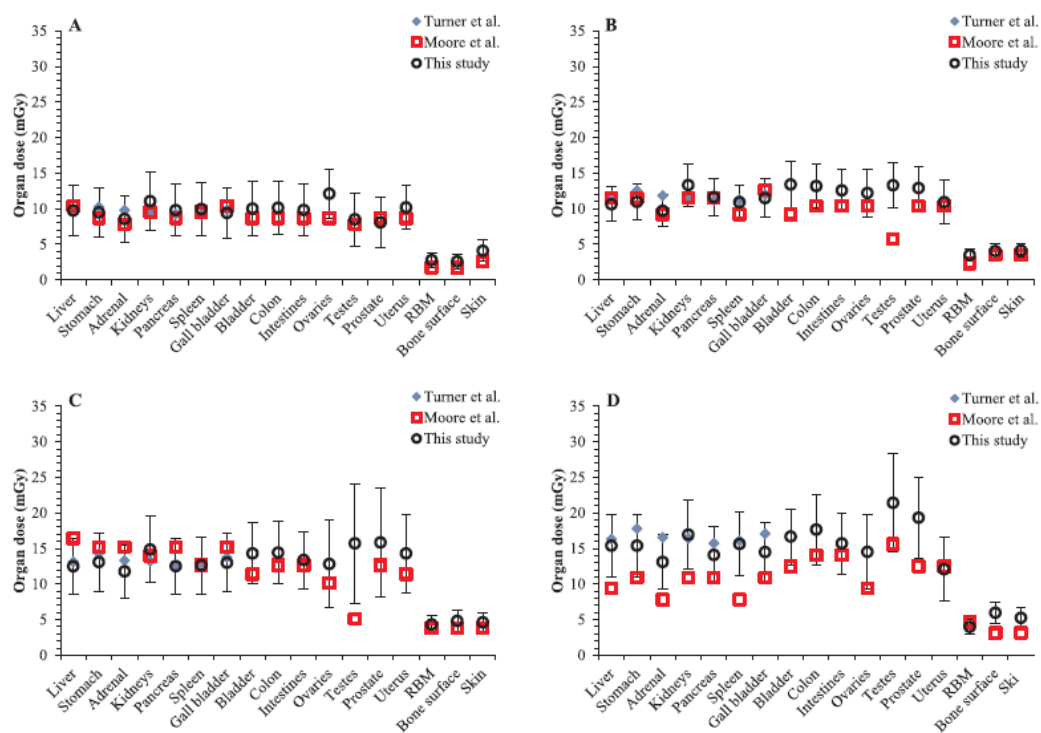 A
Turner et al.
Moore et al.
This study
Organ dose (mGy)
35
30
25
20
15
10
5
0
Liver
Stomach
Adrenal
Kidneys
Pancreas
Spleen
Gall bladder
Bladder
Colon
Intestines
Ovaries
Testes
Prostate
Uterus
RBM
Bone surface
Skin
B
Turner et al.
Moore et al.
This study
Organ dose (mGy)
35
30
25
20
15
10
5
0
Liver
Stomach
Adrenal
Kidneys
Pancreas
Spleen
Gall bladder
Bladder
Colon
Intestines
Ovaries
Testes
Prostate
Uterus
RBM
Bone surface
Skin
C
Turner et al.
Moore et al.
This study
Organ dose (mGy)
35
30
25
20
15
10
5
0
Liver
Stomach
Adrenal
Kidneys
Pancreas
Spleen
Gall bladder
Bladder
Colon
Intestines
Ovaries
Testes
Prostate
Uterus
RBM
Bone surface
Skin
D
Turner et al.
Moore et al.
This study
Organ dose (mGy)
35
30
25
20
15
10
5
0
Liver
Stomach
Adrenal
Kidneys
Pancreas
Spleen
Gall bladder
Bladder
Colon
Intestines
Ovaries
Testes
Prostate
Uterus
RBM
Bone surface
Ski